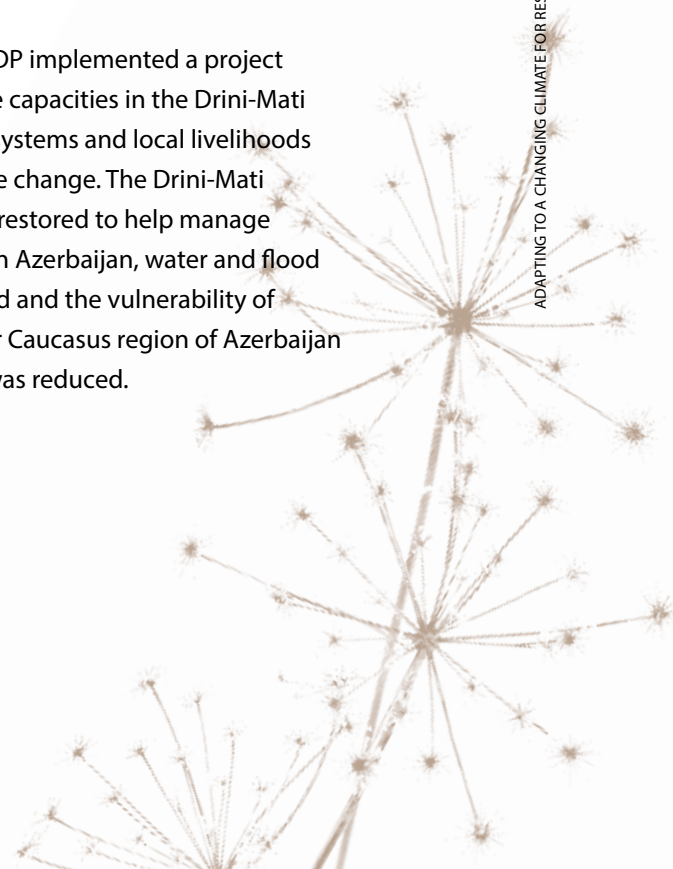 DP implemented a project
capacities in the Drini-Mati
ystems and local livelihoods
e change. The Drini-Mati
restored to help manage
n Azerbaijan, water and flood
d and the vulnerability of
r Caucasus region of Azerbaijan
was reduced.
ADAPTING TO A CHANGING CLIMATE FOR RES